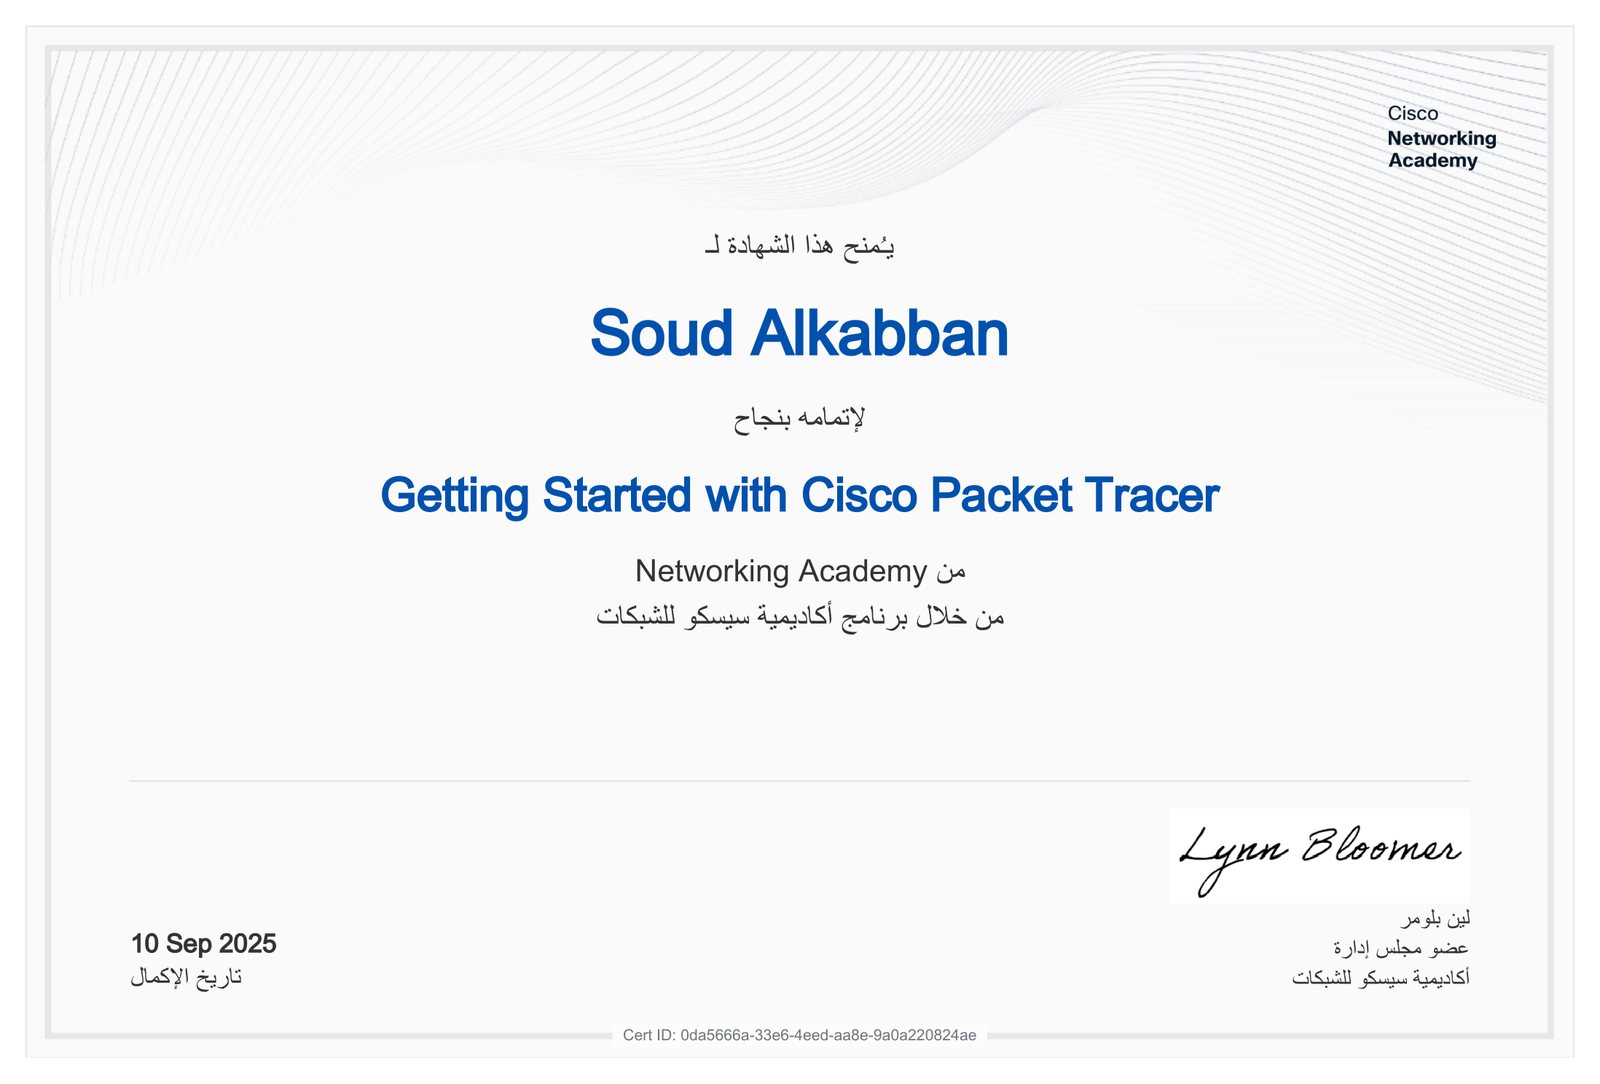 Cisco
Networking
Academy
يُمنح هذا الشهادة لـ
Soud Alkabban
لإتمامه بنجاح
Getting Started with Cisco Packet Tracer
من Networking Academy
من خلال برنامج أكاديمية سيسكو للشبكات
Lynn Bloomer
لين بلومر
عضو مجلس إدارة
أكاديمية سيسكو للشبكات
10 Sep 2025
تاريخ الإكمال
Cert ID: 0da5666a-33e6-4eed-aa8e-9a0a220824ae